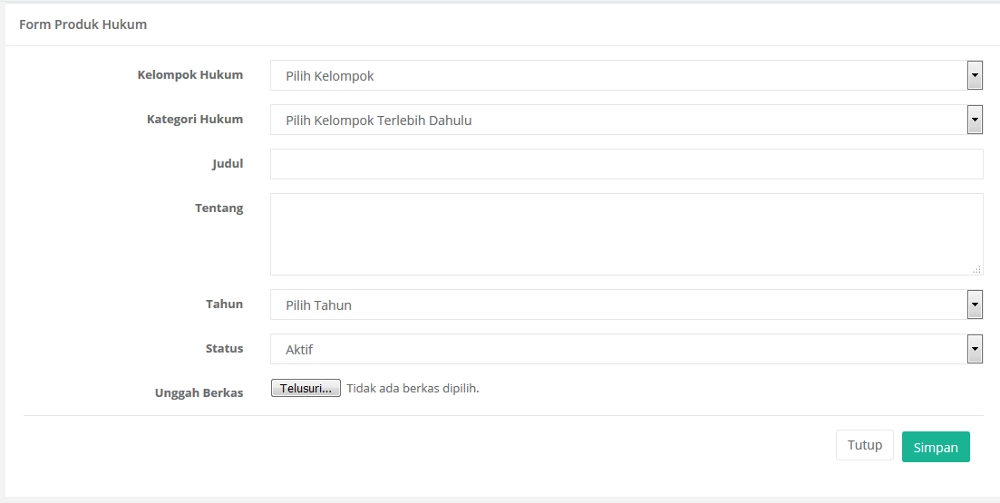 Form Produk Hukum
Kelompok Hukum Pilih Kelompok
Kategori Hukum Pilih Kelompok Terlebih Dahulu
Judul
Tentang
Tahun Pilih Tahun
Status Aktif
Unggah Berkas Telusuri... Tidak ada berkas dipilih.
Tutup Simpan